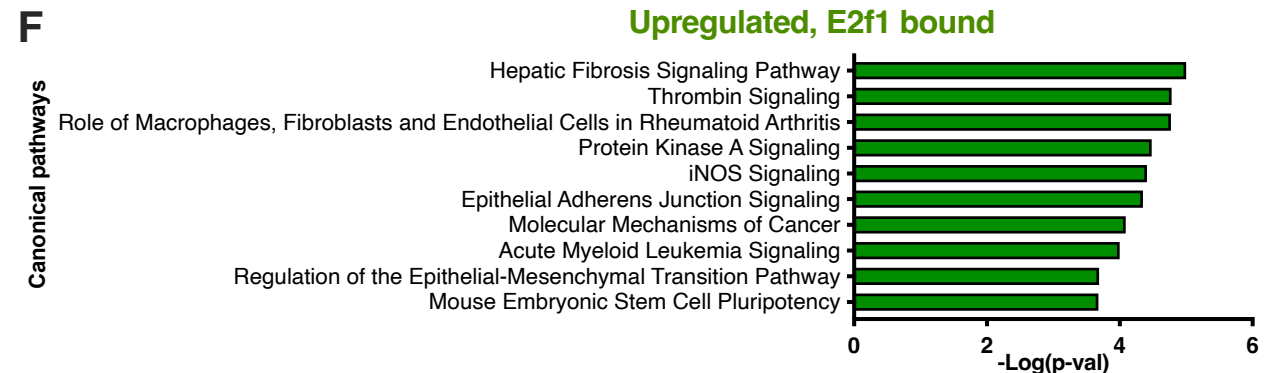 F
Upregulated, E2f1 bound
Canonical pathways
Hepatic Fibrosis Signaling Pathway
Thrombin Signaling
Role of Macrophages, Fibroblasts and Endothelial Cells in Rheumatoid Arthritis
Protein Kinase A Signaling
iNOS Signaling
Epithelial Adherens Junction Signaling
Molecular Mechanisms of Cancer
Acute Myeloid Leukemia Signaling
Regulation of the Epithelial-Mesenchymal Transition Pathway
Mouse Embryonic Stem Cell Pluripotency
0 2 4 6
-Log(p-val)